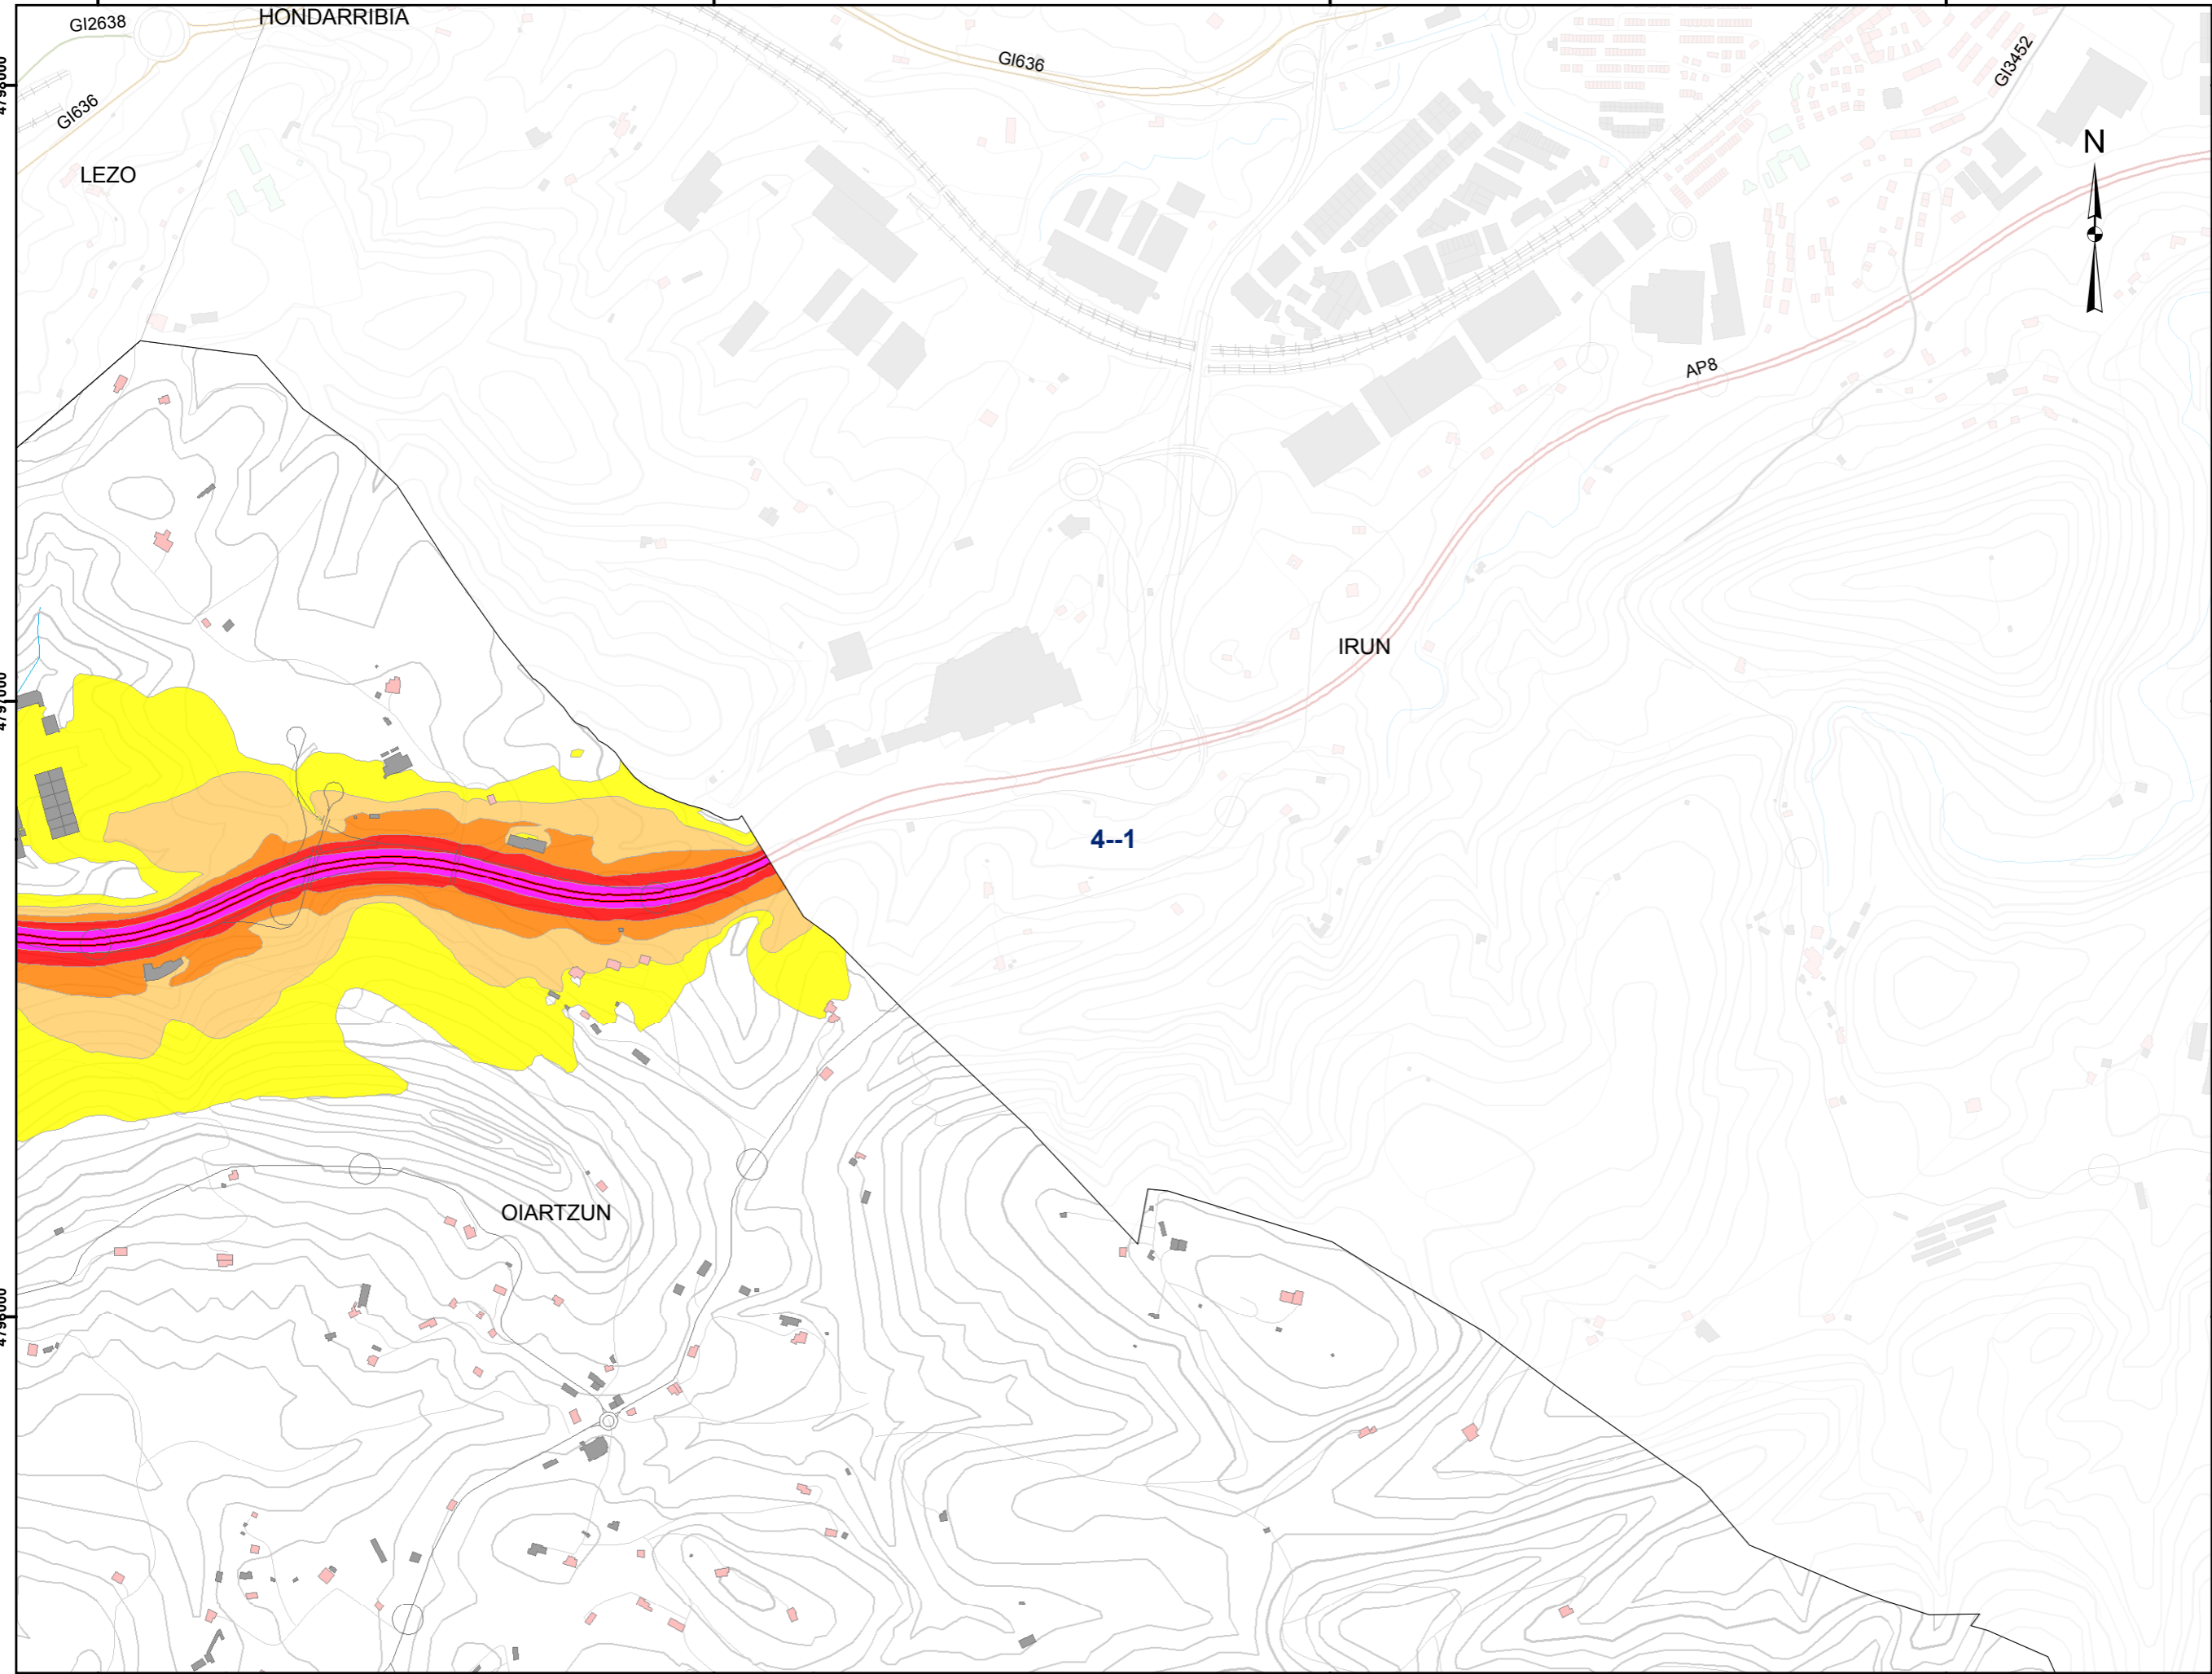 HONDARRIBIA
GI2638
GI636
GI3452
GI636
N
LEZO
AP8
IRUN
4--1
OIARTZUN